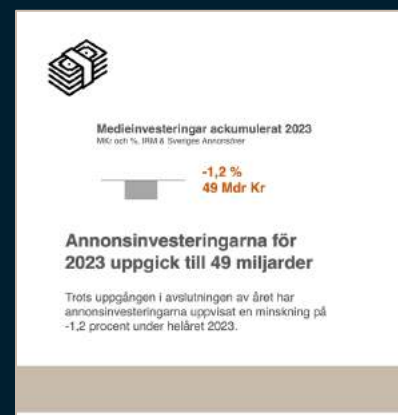 Medieinvesteringar ackumulerat 2023
MKr och %, IRM & Sveriges Annonsörer
-1,2 %
49 Mdr Kr
Annonsinvesteringarna för
2023 uppgick till 49 miljarder
Trots uppgången i avslutningen av året har
annonsinvesteringarna uppvisat en minskning på
-1,2 procent under helåret 2023.